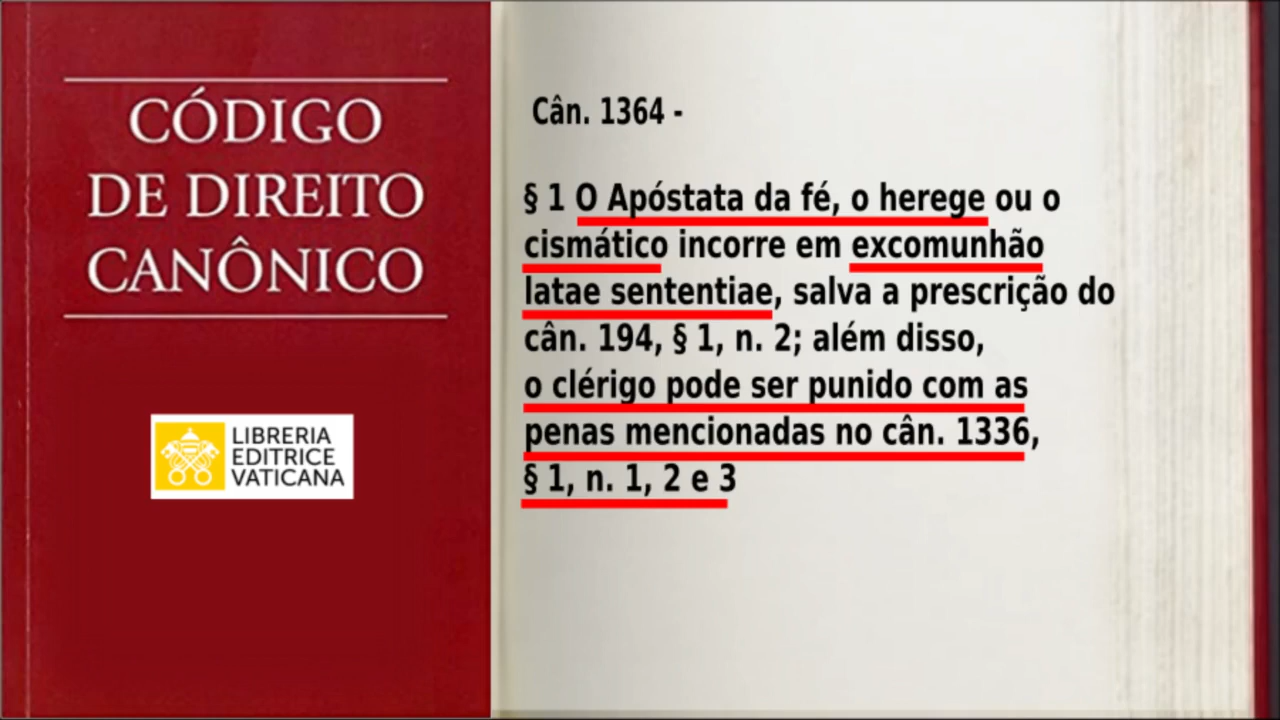 CÓDIGO
DE DIREITO
CANÔNICO
LIBRERIA
EDITRICE
VATICANA
Cân. 1364 -
§ 1 O Apóstata da fé, o herege ou o
cismático incorre em excomunhão
latae sententiae, salva a prescrição do
cân. 194, § 1, n. 2; além disso,
o clérigo pode ser punido com as
penas mencionadas no cân. 1336,
§ 1, n. 1, 2 e 3